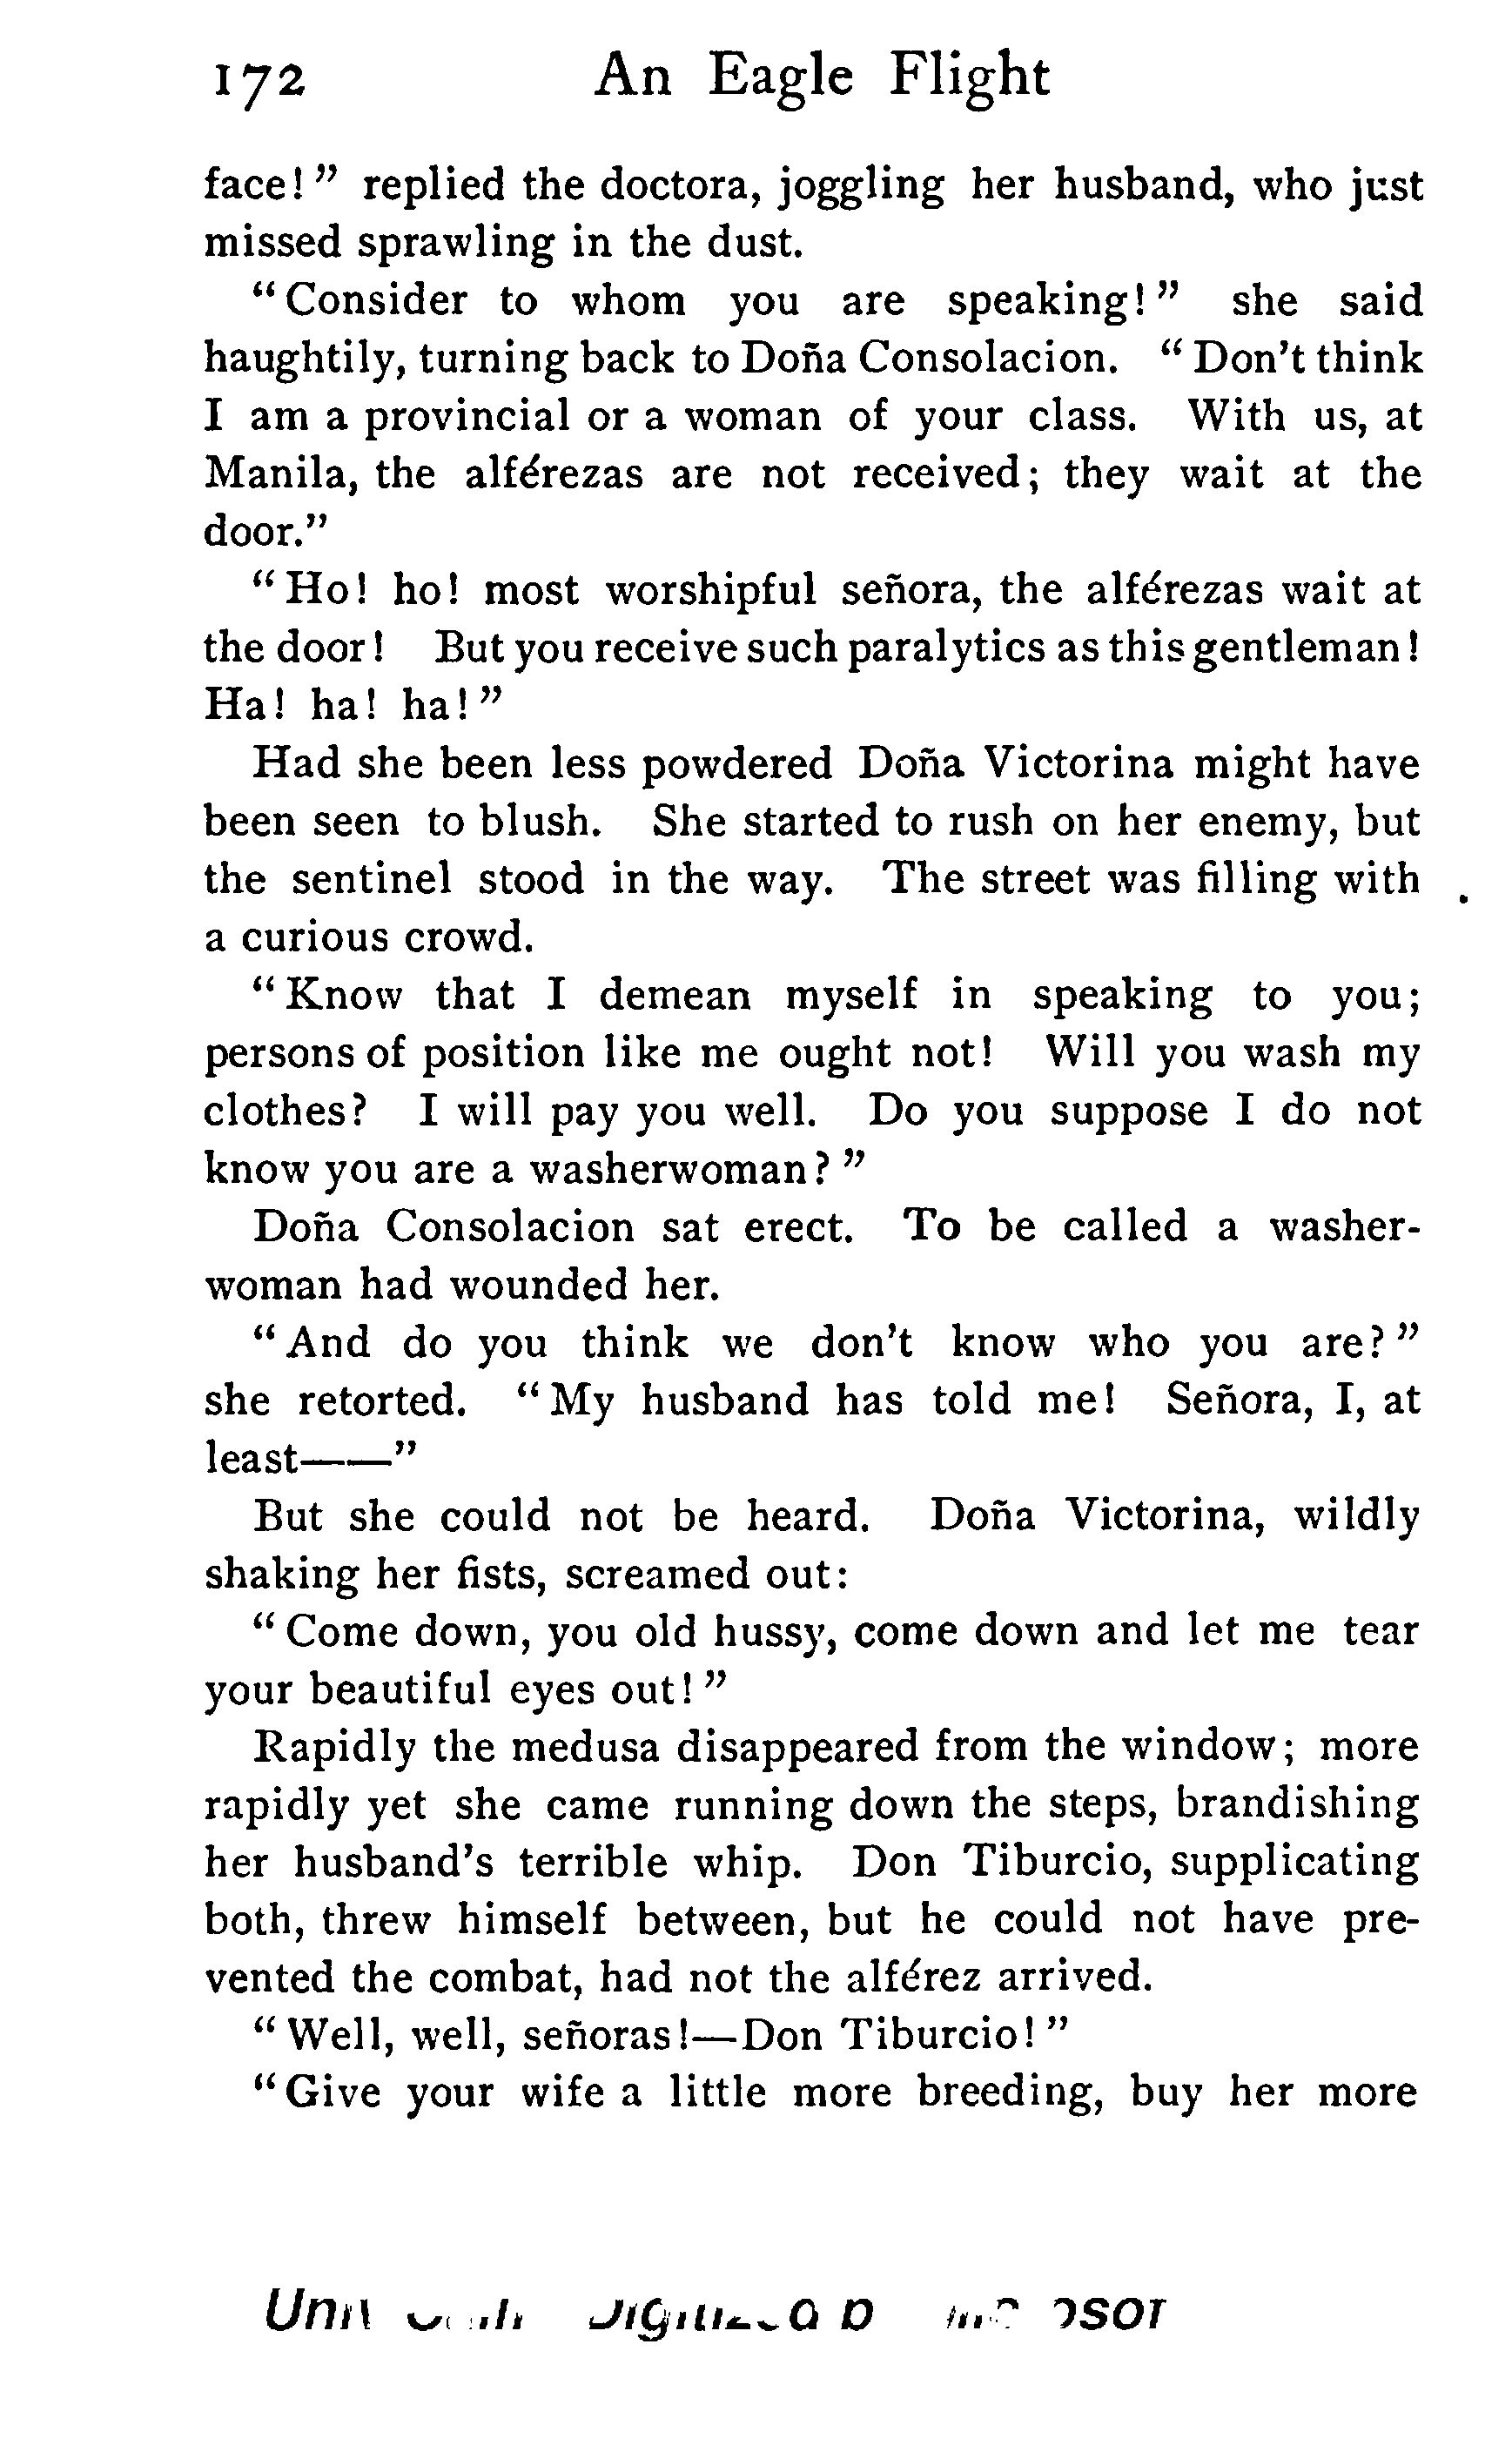 172 An Eagle Flight
face!” replied the doctora, joggling her husband, who just
missed sprawling in the dust.
“Consider to whom you are speaking!” she said
haughtily, turning back to Doña Consolacion. “Don't think
I am a provincial or a woman of your class. With us, at
Manila, the alférezas are not received; they wait at the
door.”
“Ho! ho! most worshipful señora, the alférezas wait at
the door! But you receive such paralytics as this gentleman!
Ha! ha! ha!”
Had she been less powdered Doña Victorina might have
been seen to blush. She started to rush on her enemy, but
the sentinel stood in the way. The street was filling with
a curious crowd.
“Know that I demean myself in speaking to you;
persons of position like me ought not! Will you wash my
clothes? I will pay you well. Do you suppose I do not
know you are a washerwoman?”
Doña Consolacion sat erect. To be called a washer-
woman had wounded her.
“And do you think we don't know who you are?”
she retorted. “My husband has told me! Señora, I, at
least——”
But she could not be heard. Doña Victorina, wildly
shaking her fists, screamed out:
“Come down, you old hussy, come down and let me tear
your beautiful eyes out!”
Rapidly the medusa disappeared from the window; more
rapidly yet she came running down the steps, brandishing
her husband's terrible whip. Don Tiburcio, supplicating
both, threw himself between, but he could not have pre-
vented the combat, had not the alférez arrived.
“Well, well, señoras!—Don Tiburcio!”
“Give your wife a little more breeding, buy her more